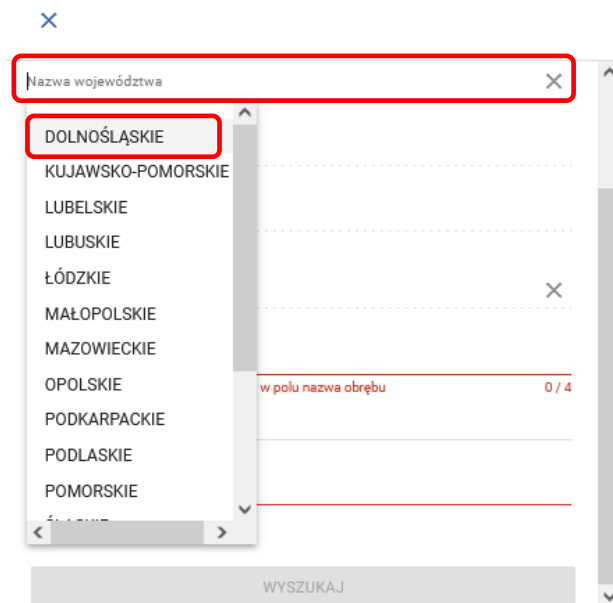 Nazwa województwa
DOLNOŚLĄSKIE
KUJAWSKO-POMORSKIE
LUBELSKIE
LUBUSKIE
ŁÓDZKIE
MAŁOPOLSKIE
MAZOWIECKIE
OPOLSKIE
w polu nazwa obrębu 0 / 4
PODKARPACKIE
PODLASKIE
POMORSKIE
WYSZUKAJ